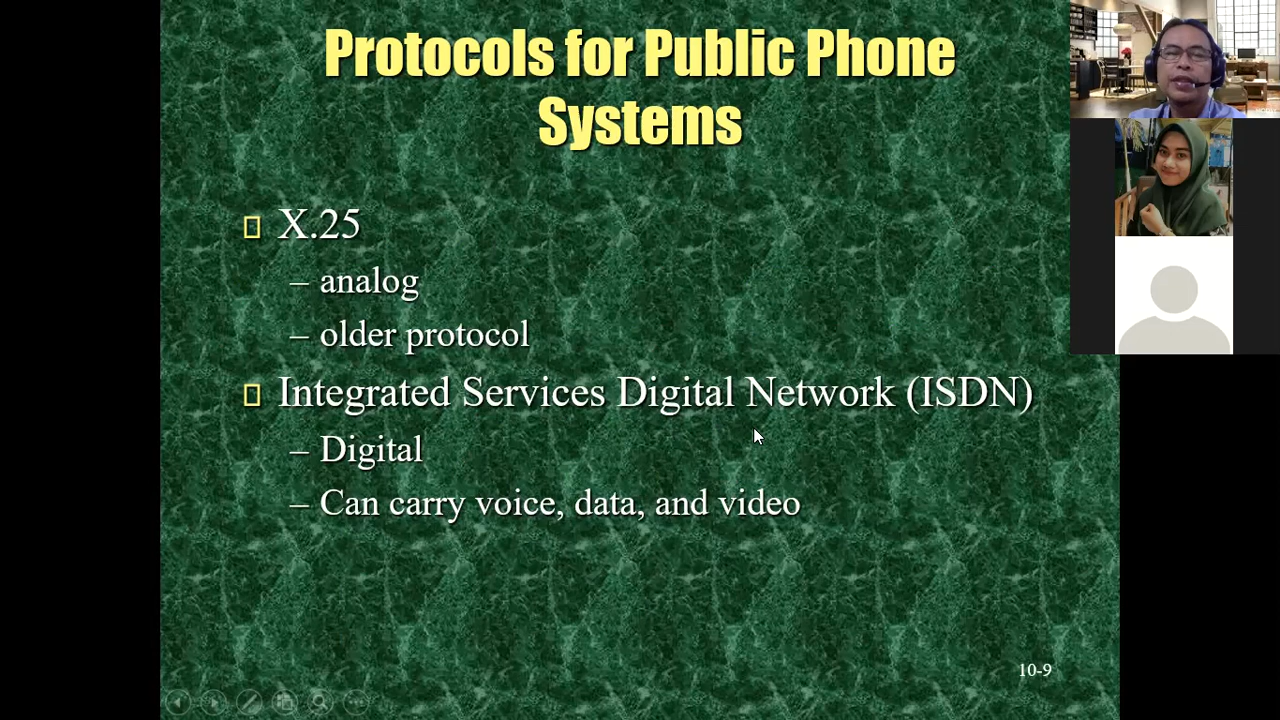 Protocols for Public Phone
Systems
X.25
– analog
– older protocol
Integrated Services Digital Network (ISDN)
– Digital
– Can carry voice, data, and video
10-9